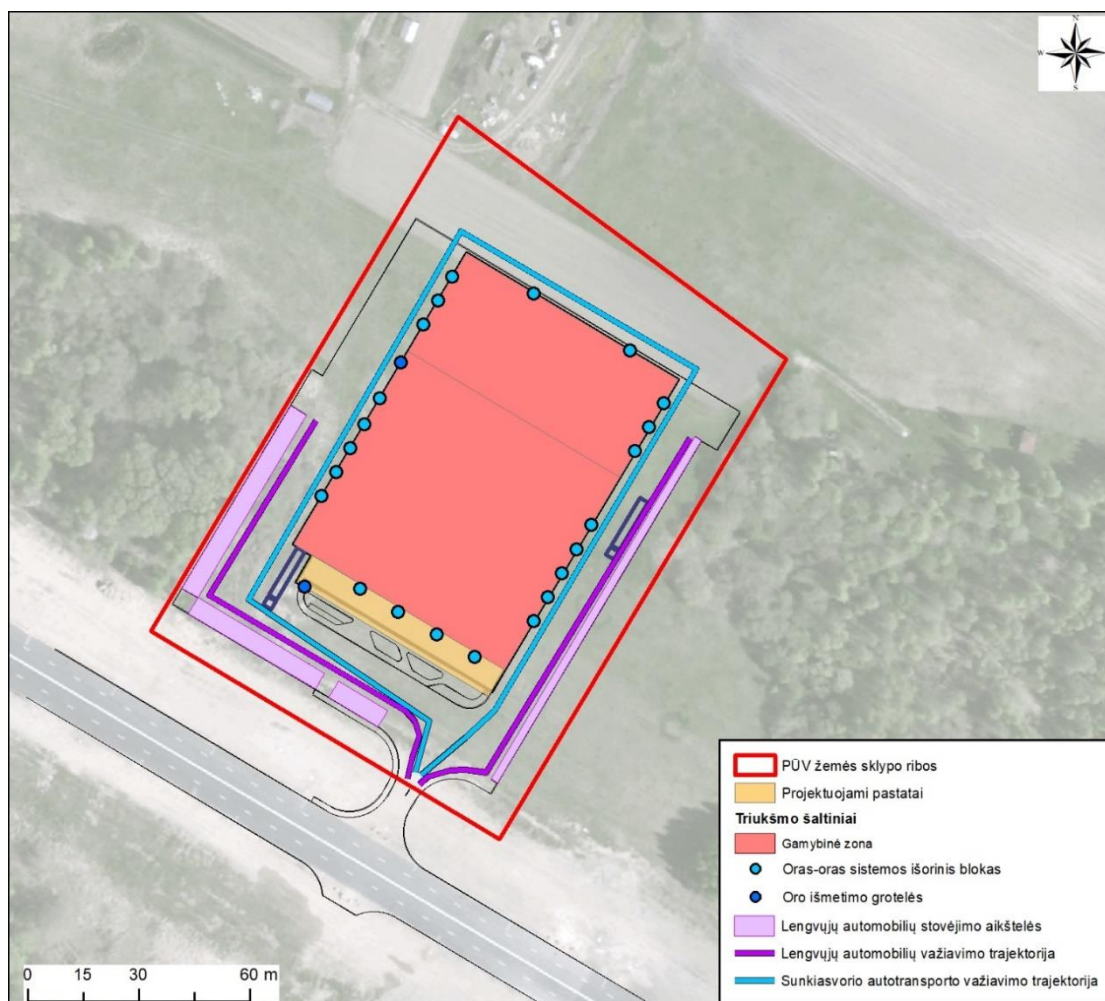 N
W
E
S
PŪV žemės sklypo ribos
Projektuojami pastatai
Triukšmo šaltiniai
Gamybinė zona
Oras-oras sistemos išorinis blokas
Oro išmetimo grotelės
Lengvųjų automobilių stovėjimo aikštelės
Lengvųjų automobilių važiavimo trajektorija
Sunkiasvorio autotransporto važiavimo trajektorija
0 15 30 60 m